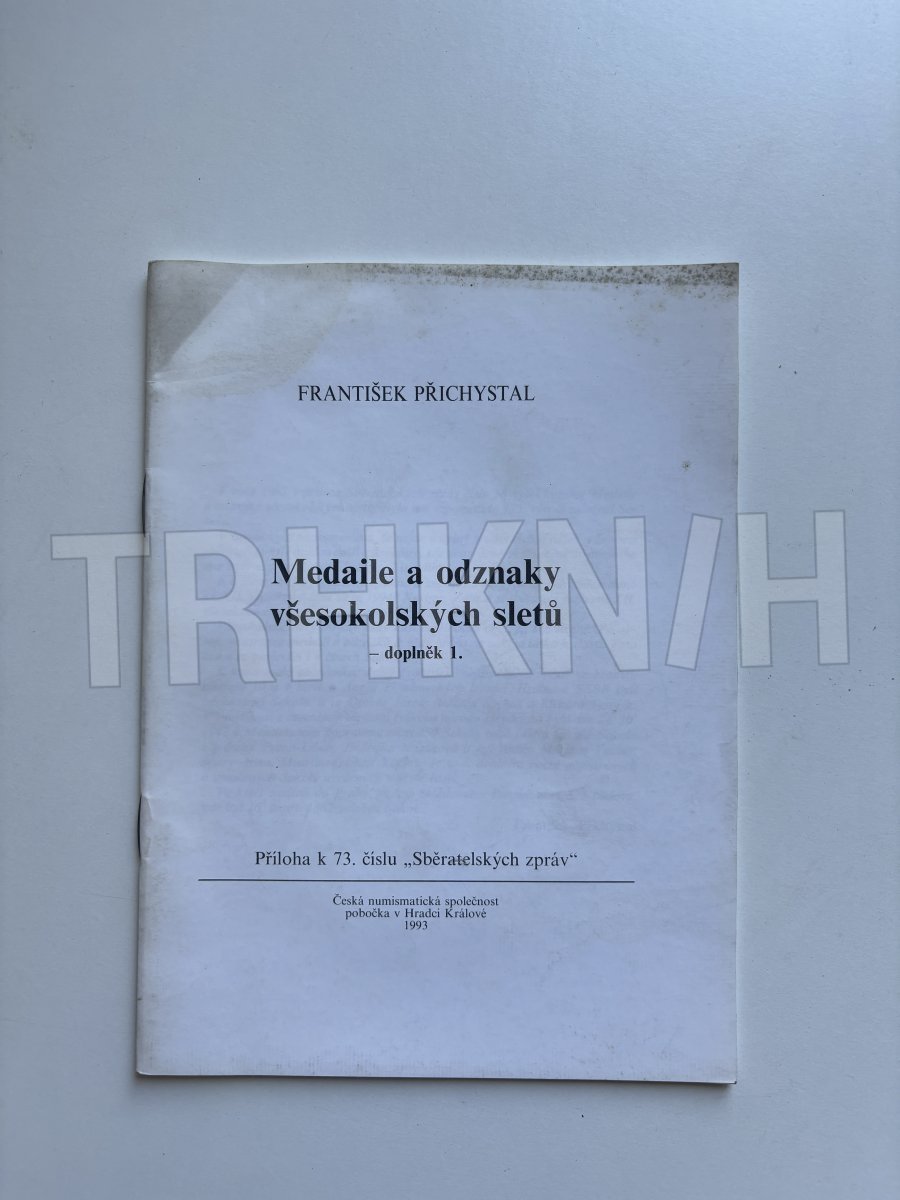 FRANTIŠEK PŘICHYSTAL
TRHKNIH
Medaile a odznaky
všesokolských sletů
– doplněk 1.
Příloha k 73. číslu „Sběratelských zpráv“
Česká numismatická společnost
pobočka v Hradci Králové
1993